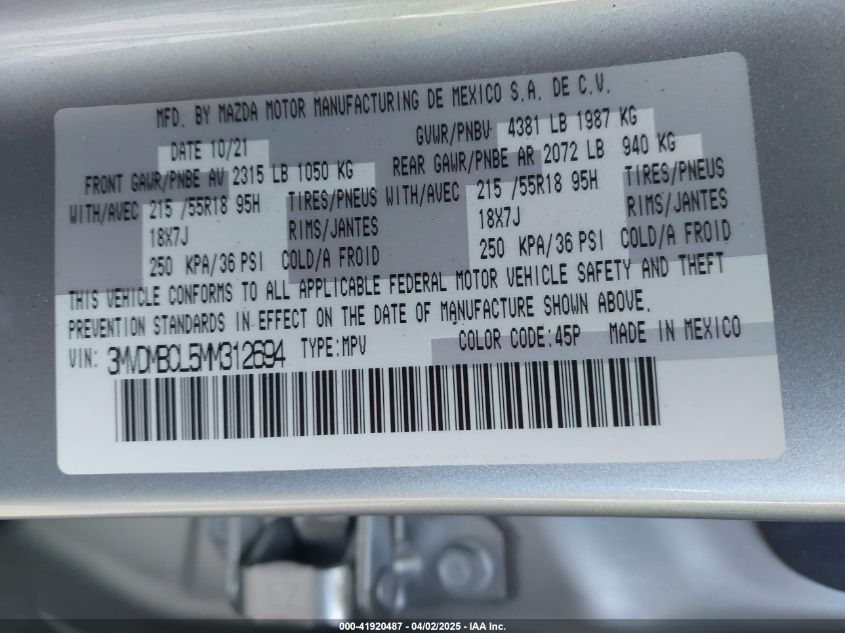 MFD. BY MAZDA MOTOR MANUFACTURING DE MEXICO S.A. DE C.V.
DATE 10/21 GVWR/PNBV 4381 LB 1987 KG
FRONT GAWR/PNBE AV 2315 LB 1050 KG REAR GAWR/PNBE AR 2072 LB 940 KG
WITH/AVEC 215 /55R18 95H TIRES/PNEUS WITH/AVEC 215 /55R18 95H TIRES/PNEUS
18X7J RIMS/JANTES 18X7J RIMS/JANTES
250 KPA/36 PSI COLD/A FROID 250 KPA/36 PSI COLD/A FROID
THIS VEHICLE CONFORMS TO ALL APPLICABLE FEDERAL MOTOR VEHICLE SAFETY AND THEFT
PREVENTION STANDARDS IN EFFECT ON THE DATE OF MANUFACTURE SHOWN ABOVE.
VIN: 3MVDMBCL5MM312694 TYPE:MPV COLOR CODE:45P MADE IN MEXICO
000-41920487 - 04/02/2025 - IAA Inc.